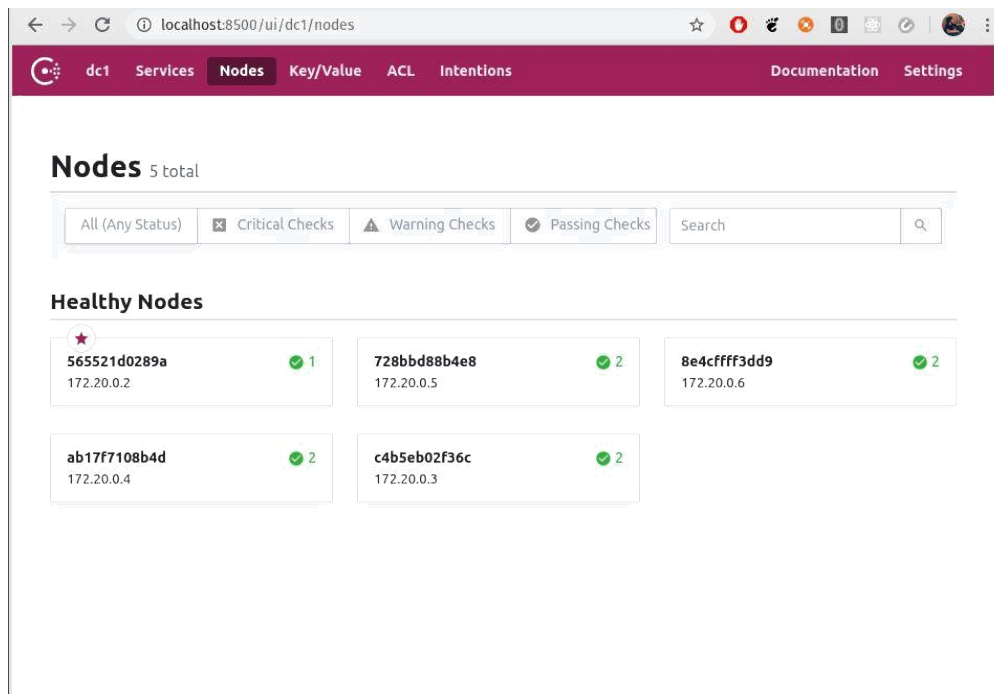 localhost:8500/ui/dc1/nodes
dc1 Services Nodes Key/Value ACL Intentions Documentation Settings
Nodes 5 total
All (Any Status) Critical Checks Warning Checks Passing Checks Search
Healthy Nodes
565521d0289a 1 728bbd88b4e8 2 8e4cffff3dd9 2
172.20.0.2 172.20.0.5 172.20.0.6
ab17f7108b4d 2 c4b5eb02f36c 2
172.20.0.4 172.20.0.3